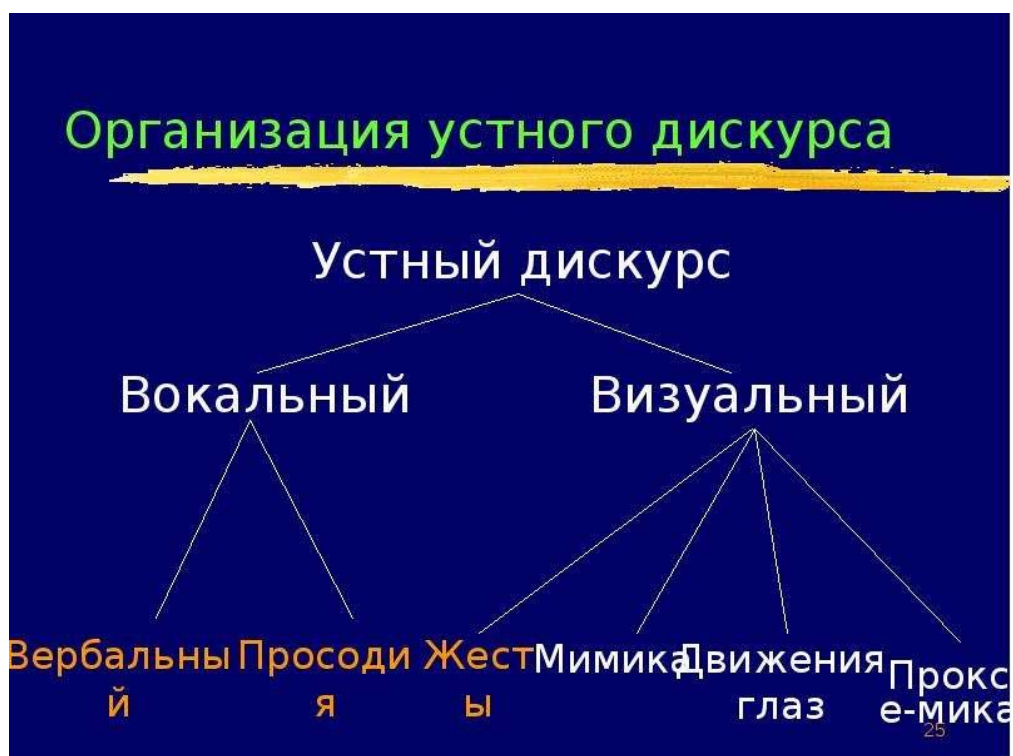 Организация устного дискурса
Устный дискурс
Вокальный Визуальный
Вербальны Просоди Жест Мимика Движения Прокс
й я ы глаз е-мика
25